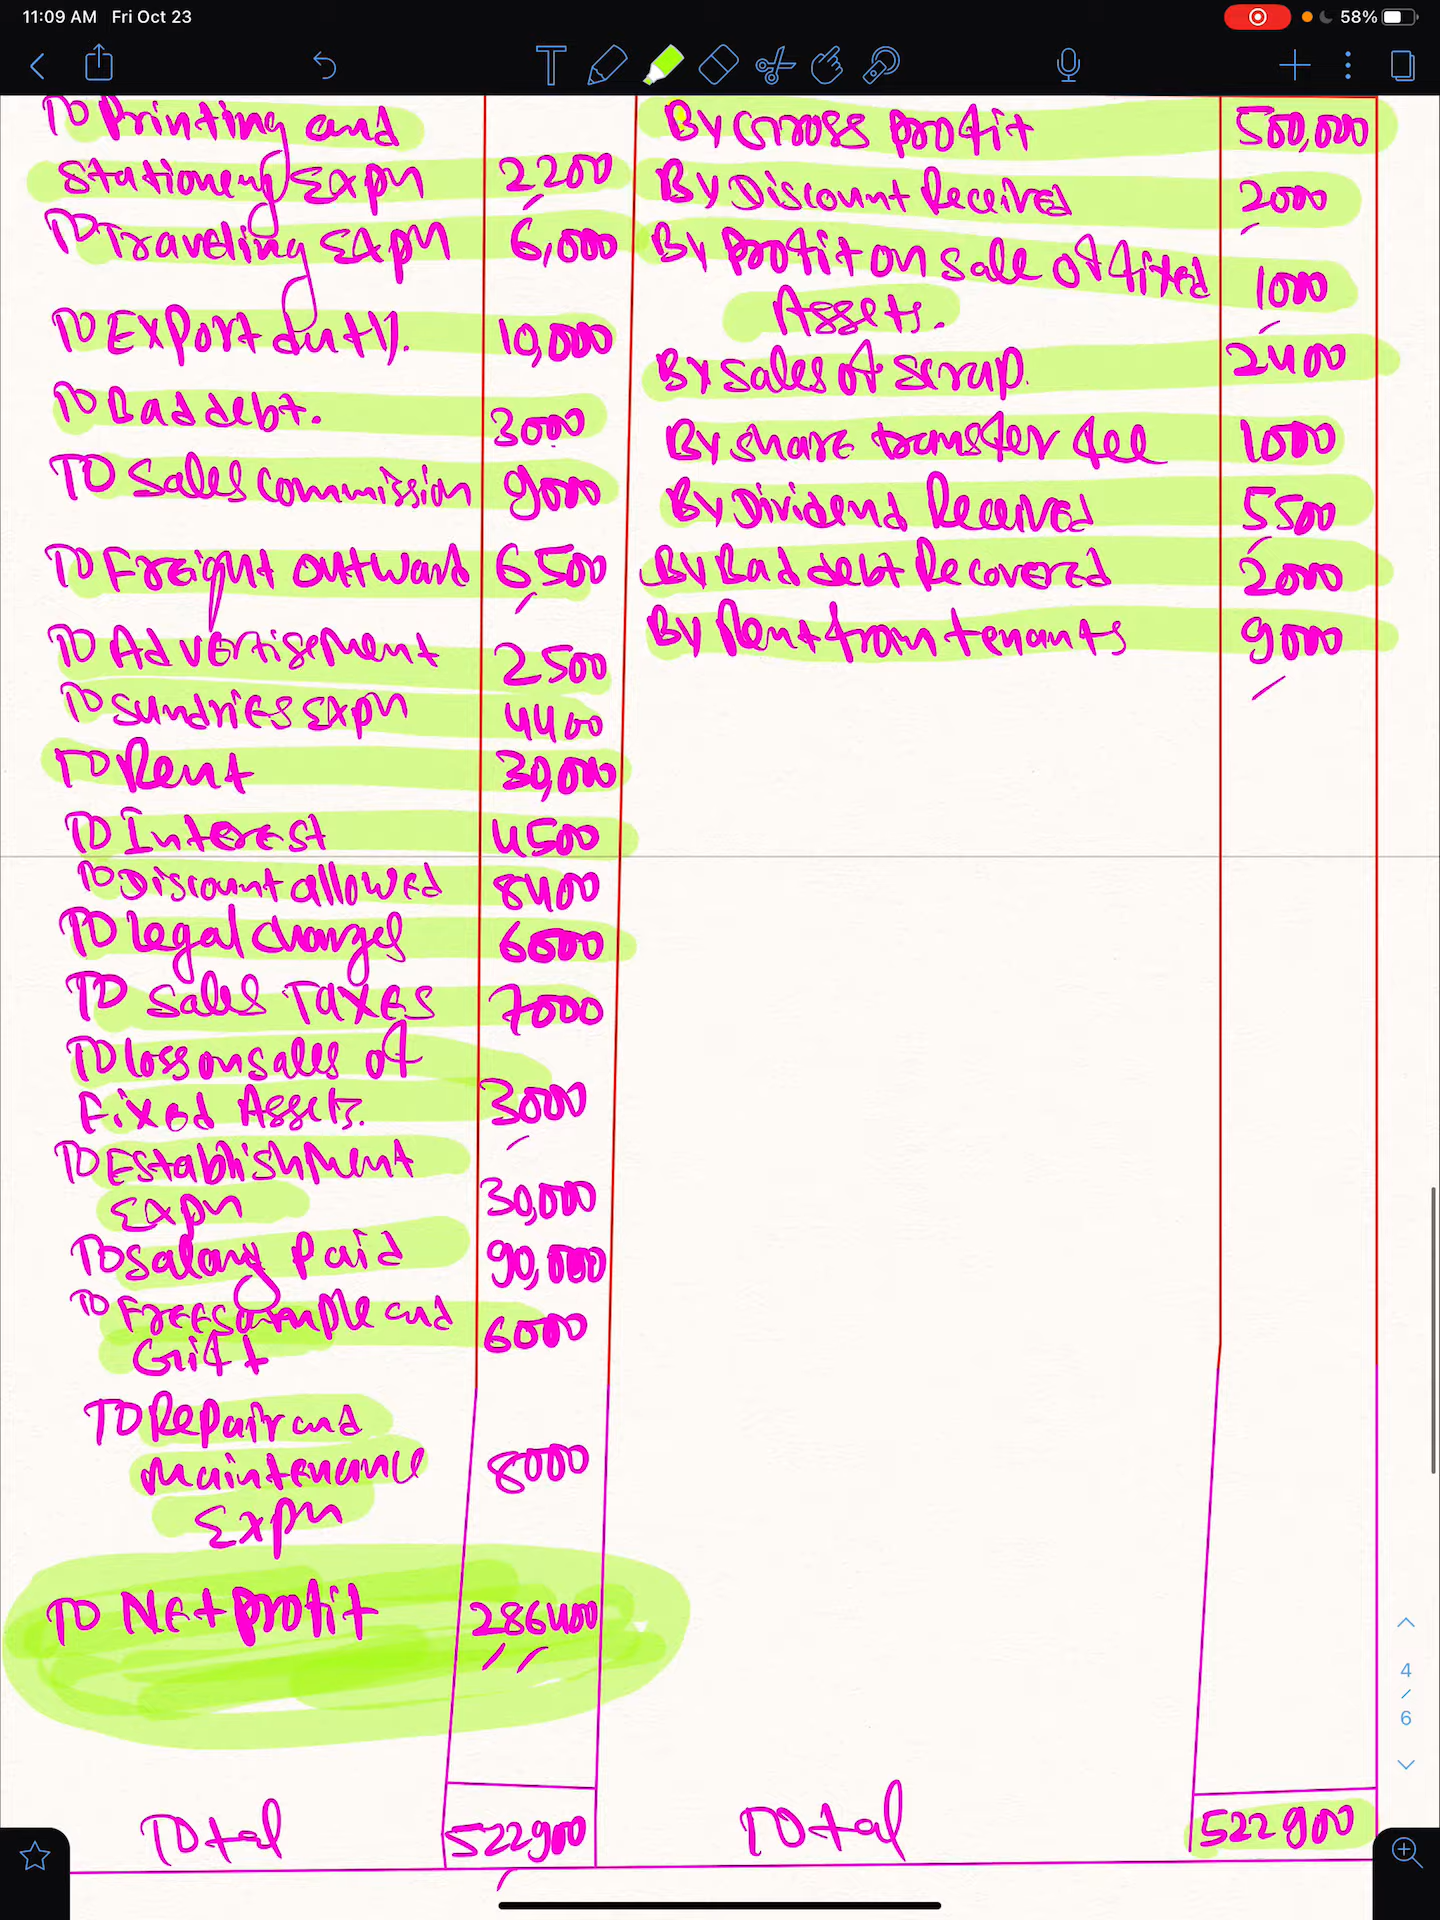 11:09 AM Fri Oct 23
58%
TO Printing and
Stationery Expn 2200
TO Traveling Expn 6,000
TO Export duty. 10,000
TO Bad debt. 3000
TO Sales commission 9000
TO Freight outward 6,500
TO Advertisement 2500
TO Sundries Expn 4400
TO Rent 30,000
TO Interest 4500
TO Discount allowed 8400
TO Legal charges 6000
TO Sales Taxes 7000
TO loss on sales of
Fixed Assets. 3000
TO Establishment
Expn 30,000
TO Salary Paid 90,000
TO Free sample and 6000
Gift
TO Repair and
Maintenance 8000
Expn
TO Net profit 286400
Total 522900
By Gross profit 500,000
By Discount Received 2000
By Profit on sale of fixed 1000
Assets.
By sales of scrap. 2400
By share transfer fee 1000
By Dividend Received 5500
By Bad debt Recovered 2000
By Rent from tenants 9000
Total 522900
4
/
6